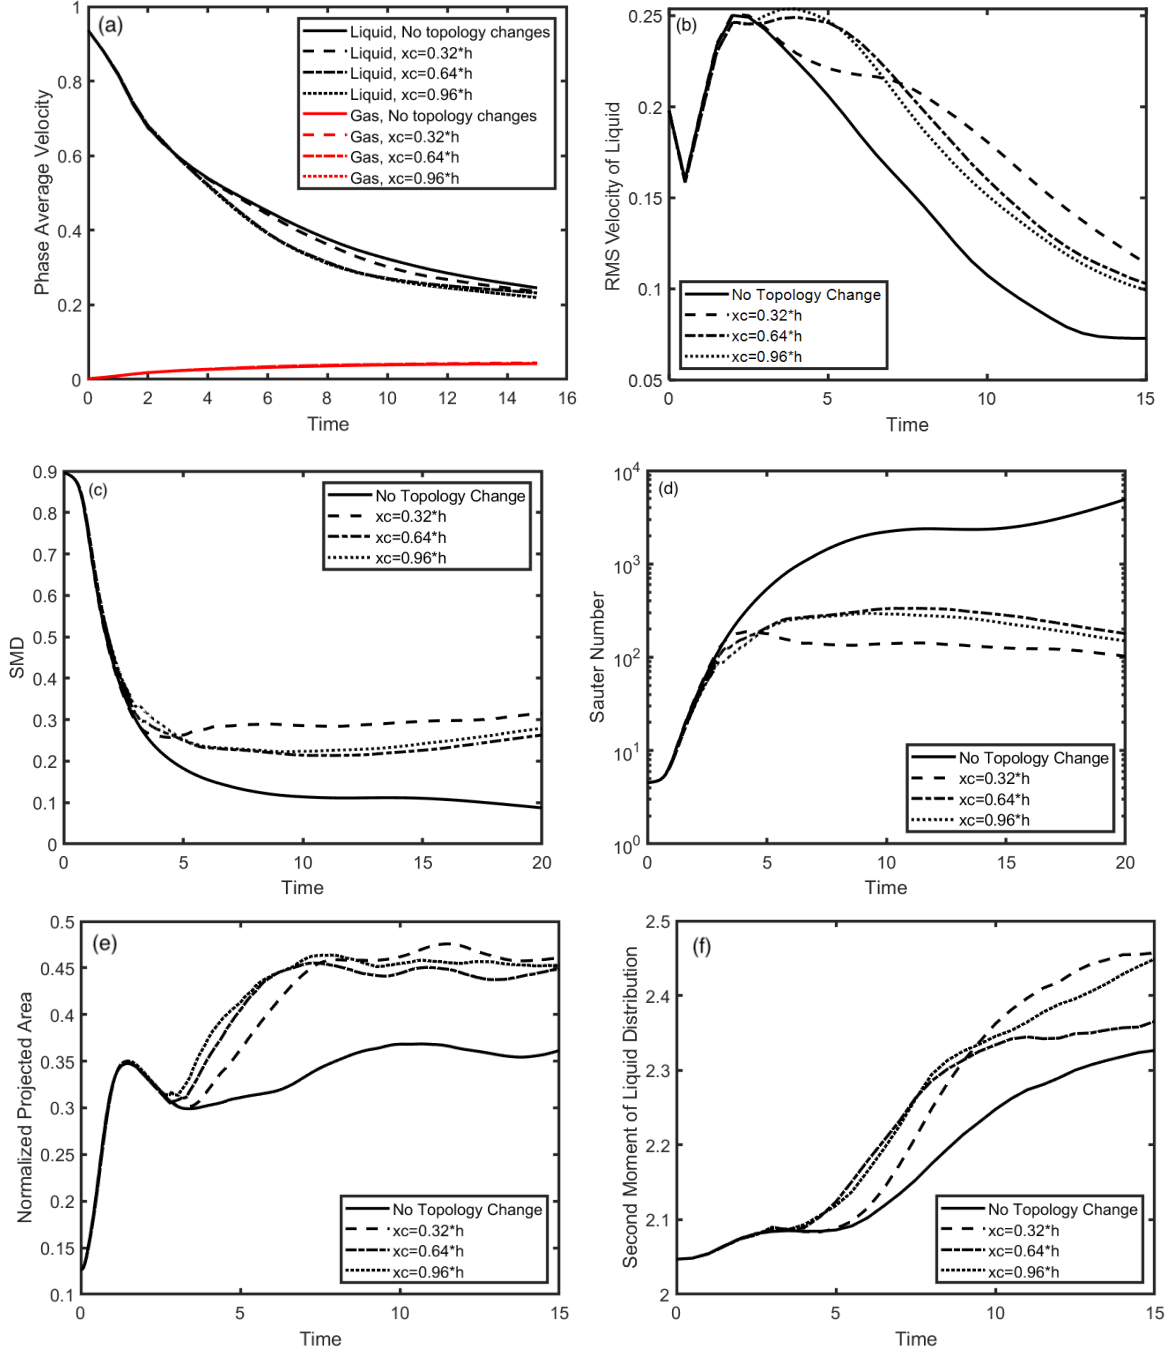 (a)
Liquid, No topology changes
Liquid, xc=0.32*h
Liquid, xc=0.64*h
Liquid, xc=0.96*h
Gas, No topology changes
Gas, xc=0.32*h
Gas, xc=0.64*h
Gas, xc=0.96*h
Phase Average Velocity
1
0.8
0.6
0.4
0.2
0
0 2 4 6 8 10 12 14 16
Time
(b)
RMS Velocity of Liquid
0.25
0.2
0.15
0.1
0.05
No Topology Change
xc=0.32*h
xc=0.64*h
xc=0.96*h
0 5 10 15
Time
(c)
SMD
0.9
0.8
0.7
0.6
0.5
0.4
0.3
0.2
0.1
0
No Topology Change
xc=0.32*h
xc=0.64*h
xc=0.96*h
0 5 10 15 20
Time
(d)
Sauter Number
10^4
10^3
10^2
10^1
10^0
No Topology Change
xc=0.32*h
xc=0.64*h
xc=0.96*h
0 5 10 15 20
Time
(e)
Normalized Projected Area
0.5
0.45
0.4
0.35
0.3
0.25
0.2
0.15
0.1
No Topology Change
xc=0.32*h
xc=0.64*h
xc=0.96*h
0 5 10 15
Time
(f)
Second Moment of Liquid Distribution
2.5
2.4
2.3
2.2
2.1
2
No Topology Change
xc=0.32*h
xc=0.64*h
xc=0.96*h
0 5 10 15
Time